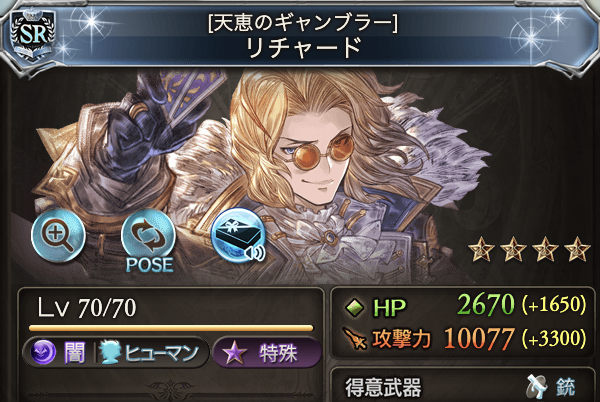 SR
[天恵のギャンブラー]
リチャード
POSE
Lv 70/70
闇 ヒューマン 特殊
HP 2670 (+1650)
攻撃力 10077 (+3300)
得意武器 銃